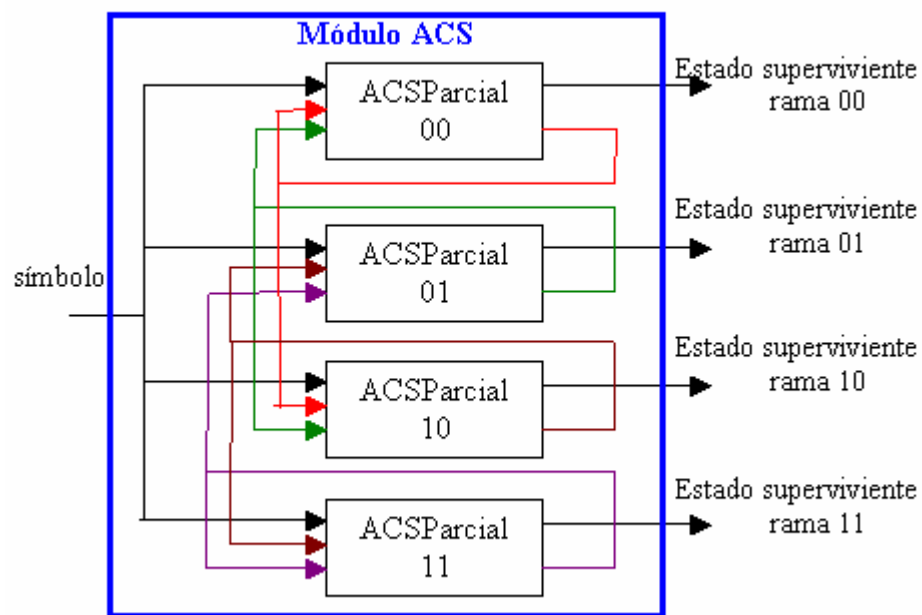 Módulo ACS
ACSParcial
00
Estado superviviente
rama 00
ACSParcial
01
Estado superviviente
rama 01
símbolo
ACSParcial
10
Estado superviviente
rama 10
ACSParcial
11
Estado superviviente
rama 11